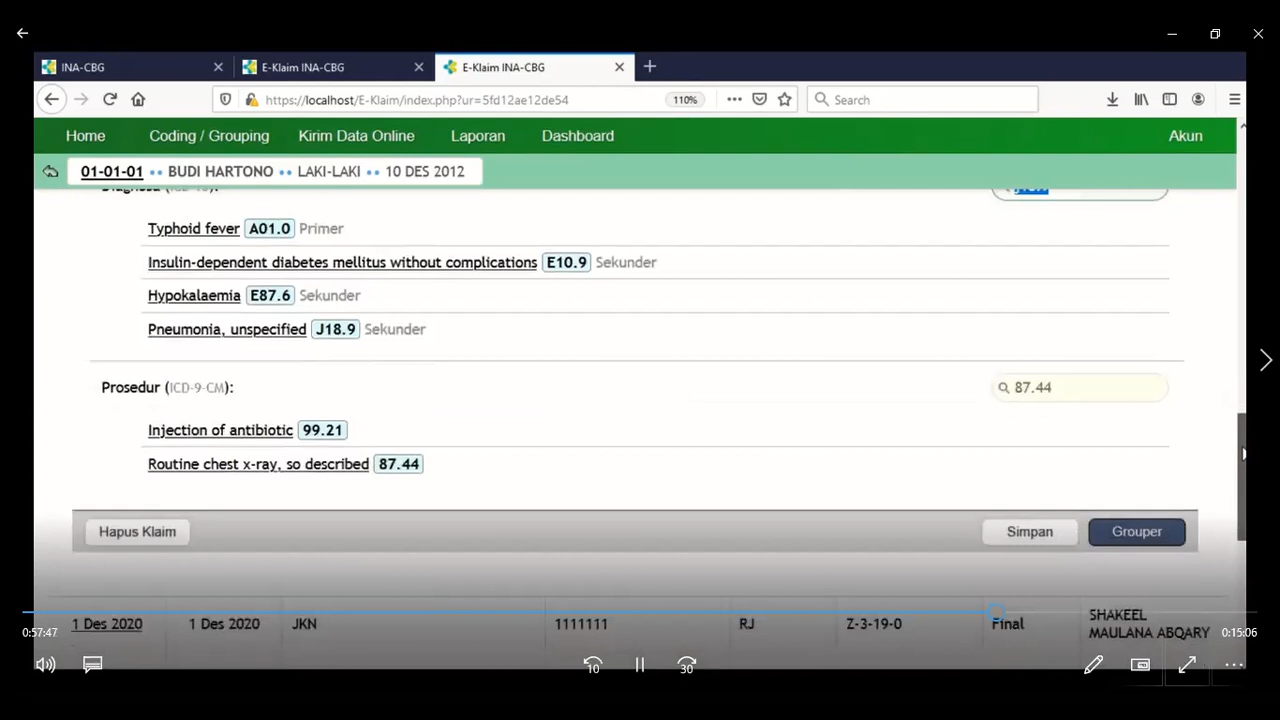 INA-CBG
E-Klaim INA-CBG
E-Klaim INA-CBG
https://localhost/E-Klaim/index.php?ur=5fd12ae12de54
110%
Search
Home
Coding / Grouping
Kirim Data Online
Laporan
Dashboard
Akun
01-01-01 •• BUDI HARTONO •• LAKI-LAKI •• 10 DES 2012
Typhoid fever A01.0 Primer
Insulin-dependent diabetes mellitus without complications E10.9 Sekunder
Hypokalaemia E87.6 Sekunder
Pneumonia, unspecified J18.9 Sekunder
Prosedur (ICD-9-CM):
87.44
Injection of antibiotic 99.21
Routine chest x-ray, so described 87.44
Hapus Klaim
Simpan
Grouper
1 Des 2020
1 Des 2020
JKN
1111111
RJ
Z-3-19-0
Final
SHAKEEL
MAULANA ABQARY
0:57:47
0:15:06
10
30